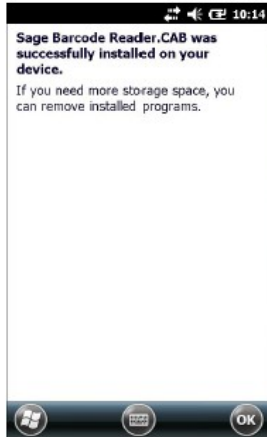 10:14
Sage Barcode Reader.CAB was
successfully installed on your
device.
If you need more storage space, you
can remove installed programs.
OK